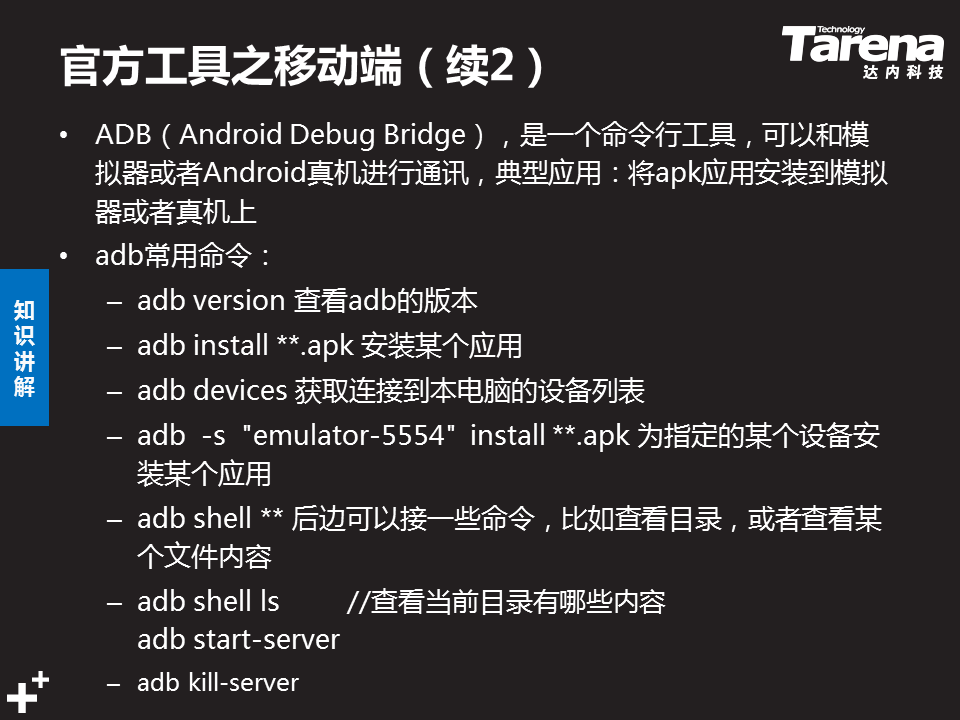 官方工具之移动端（续2）
Technology
Tarena
达内科技
• ADB（Android Debug Bridge），是一个命令行工具，可以和模
拟器或者Android真机进行通讯，典型应用：将apk应用安装到模拟
器或者真机上
• adb常用命令：
– adb version 查看adb的版本
– adb install **.apk 安装某个应用
– adb devices 获取连接到本电脑的设备列表
– adb -s "emulator-5554" install **.apk 为指定的某个设备安
装某个应用
– adb shell ** 后边可以接一些命令，比如查看目录，或者查看某
个文件内容
– adb shell ls //查看当前目录有哪些内容
adb start-server
– adb kill-server
知
识
讲
解